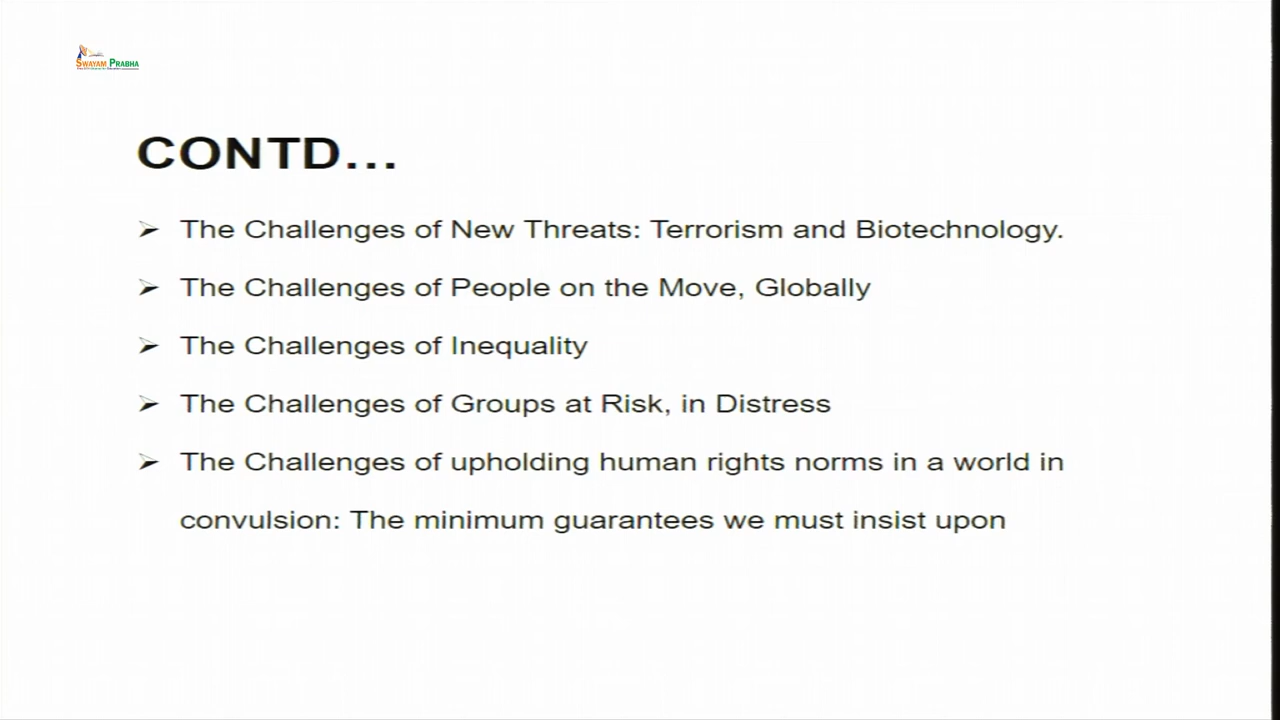 SWAYAM PRABHA
CONTD...
➢ The Challenges of New Threats: Terrorism and Biotechnology.
➢ The Challenges of People on the Move, Globally
➢ The Challenges of Inequality
➢ The Challenges of Groups at Risk, in Distress
➢ The Challenges of upholding human rights norms in a world in
convulsion: The minimum guarantees we must insist upon